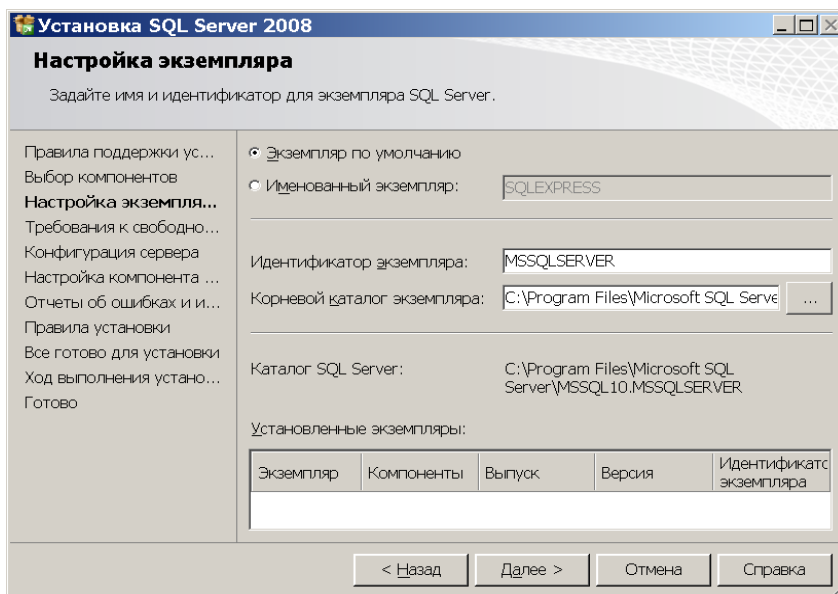 Установка SQL Server 2008
Настройка экземпляра
Задайте имя и идентификатор для экземпляра SQL Server.
Правила поддержки ус...
Выбор компонентов
Настройка экземпля...
Требования к свободно...
Конфигурация сервера
Настройка компонента ...
Отчеты об ошибках и и...
Правила установки
Все готово для установки
Ход выполнения устано...
Готово
Экземпляр по умолчанию
Именованный экземпляр: SQLEXPRESS
Идентификатор экземпляра: MSSQLSERVER
Корневой каталог экземпляра: C:\Program Files\Microsoft SQL Serve ...
Каталог SQL Server: C:\Program Files\Microsoft SQL
Server\MSSQL10.MSSQLSERVER
Установленные экземпляры:
Экземпляр Компоненты Выпуск Версия Идентификатс
экземпляра
< Назад Далее > Отмена Справка